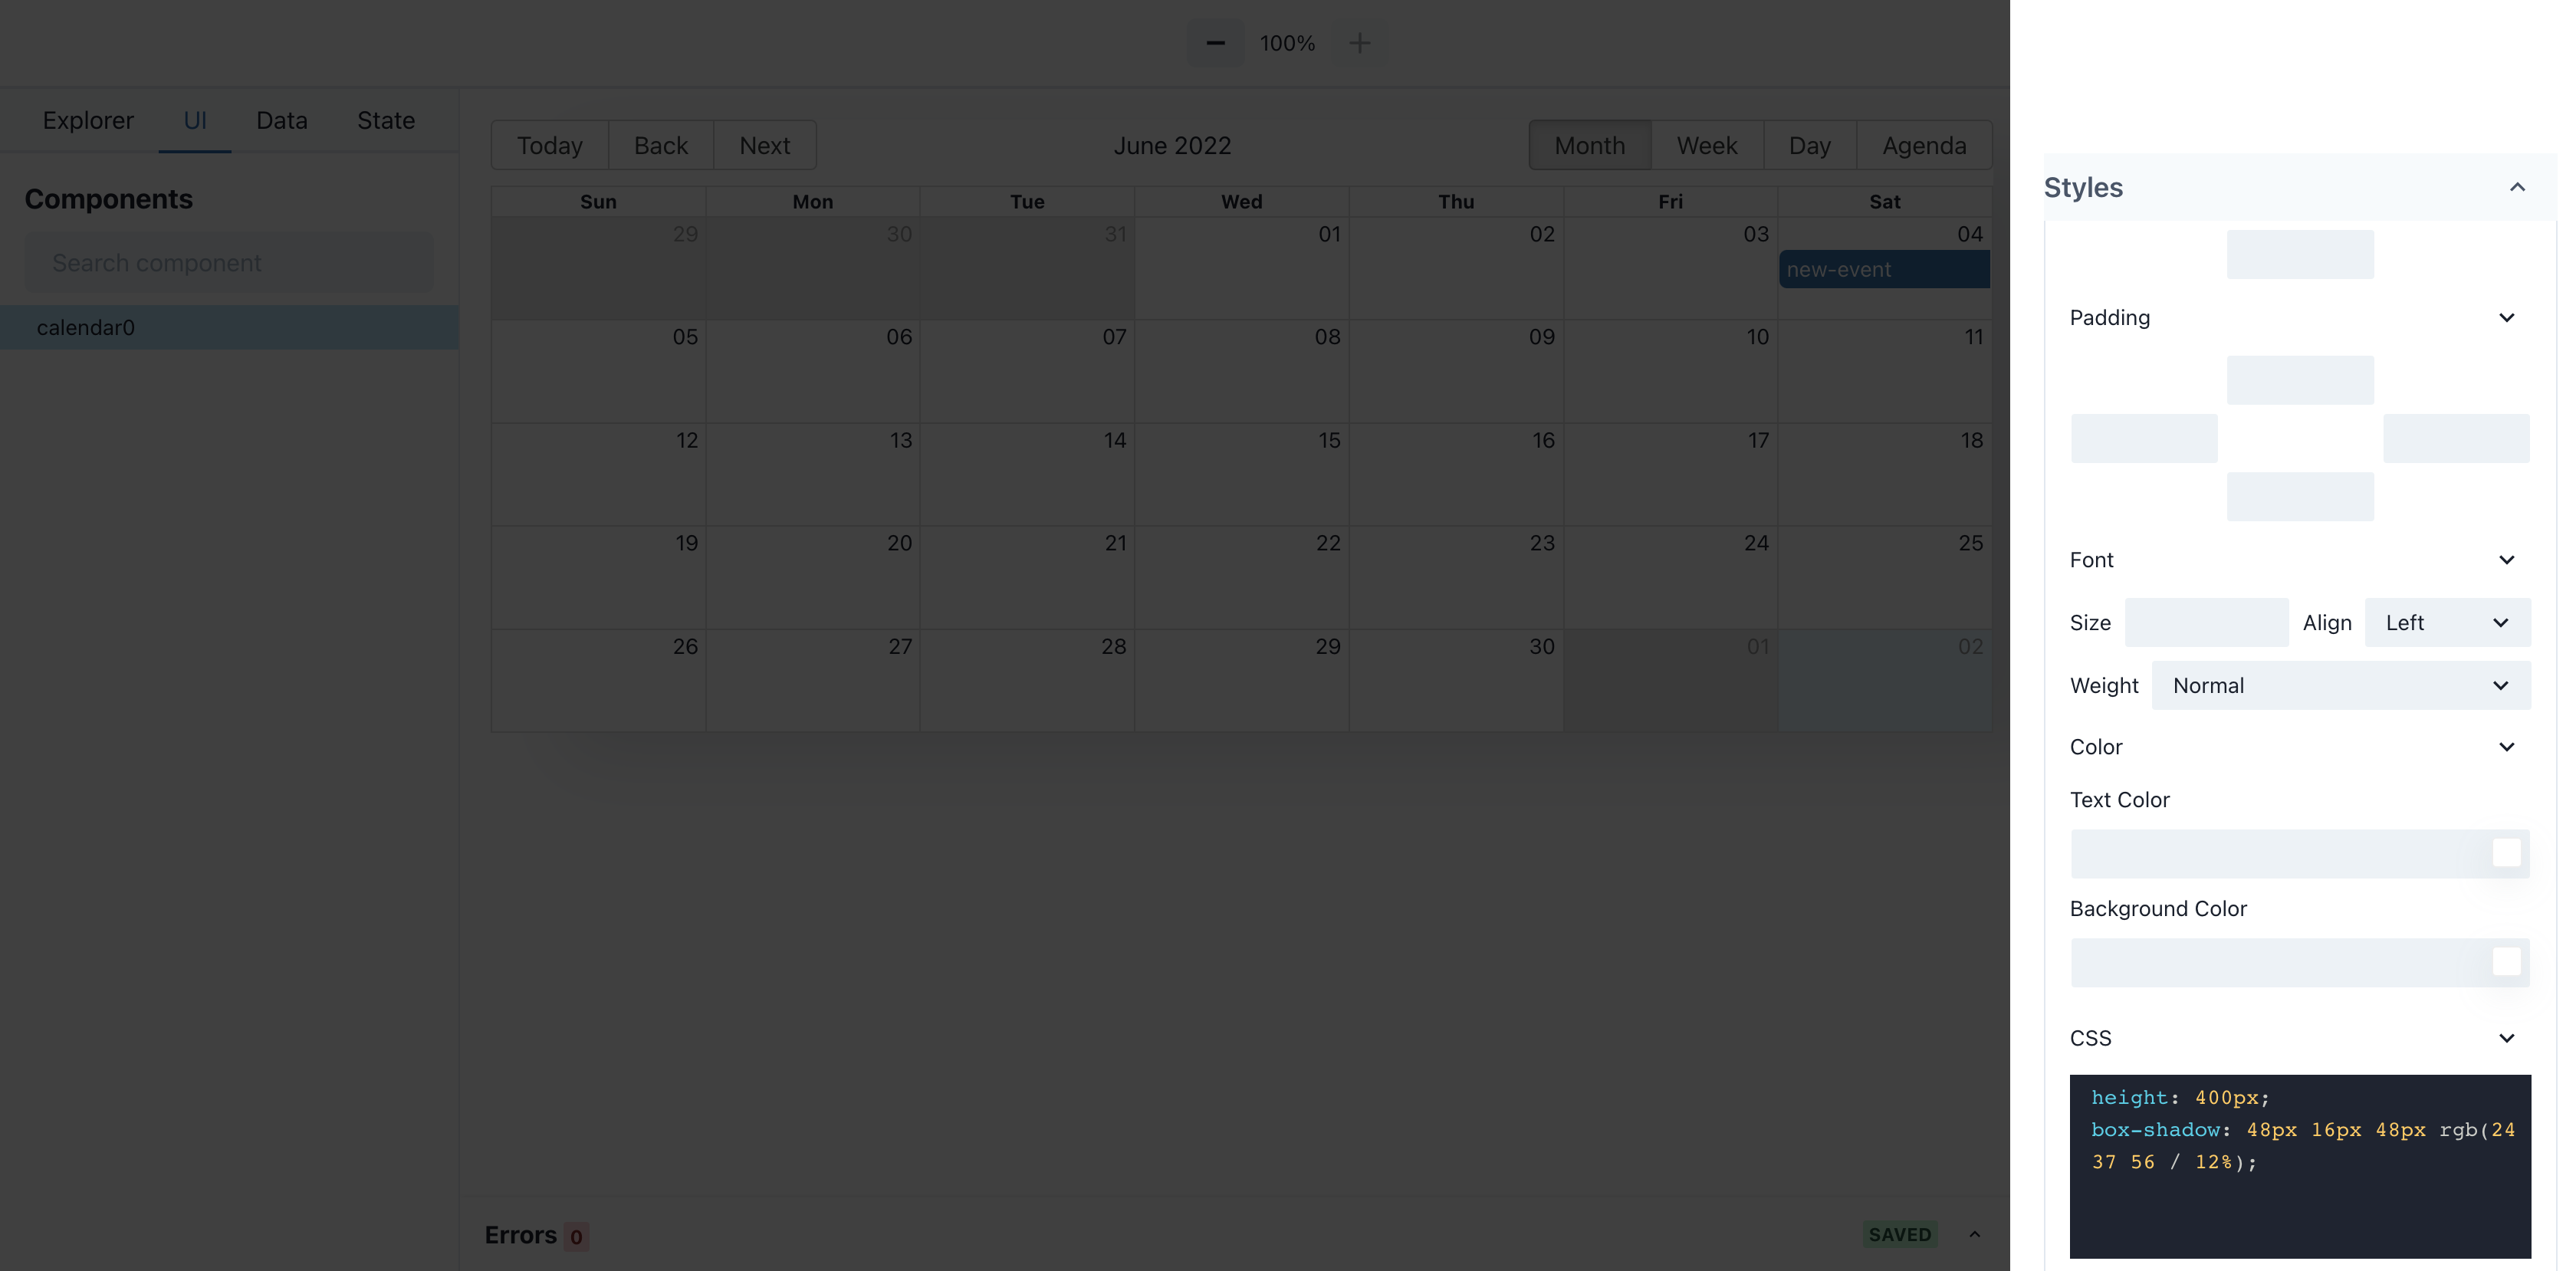 100%
Explorer UI Data State
Components
Search component
calendar0
Today Back Next
June 2022
Month Week Day Agenda
Sun Mon Tue Wed Thu Fri Sat
29 30 31 01 02 03 04
new-event
05 06 07 08 09 10 11
12 13 14 15 16 17 18
19 20 21 22 23 24 25
26 27 28 29 30 01 02
Errors 0
SAVED
Styles
Padding
Font
Size Align Left
Weight Normal
Color
Text Color
Background Color
CSS
height: 400px;
box-shadow: 48px 16px 48px rgb(24
37 56 / 12%);